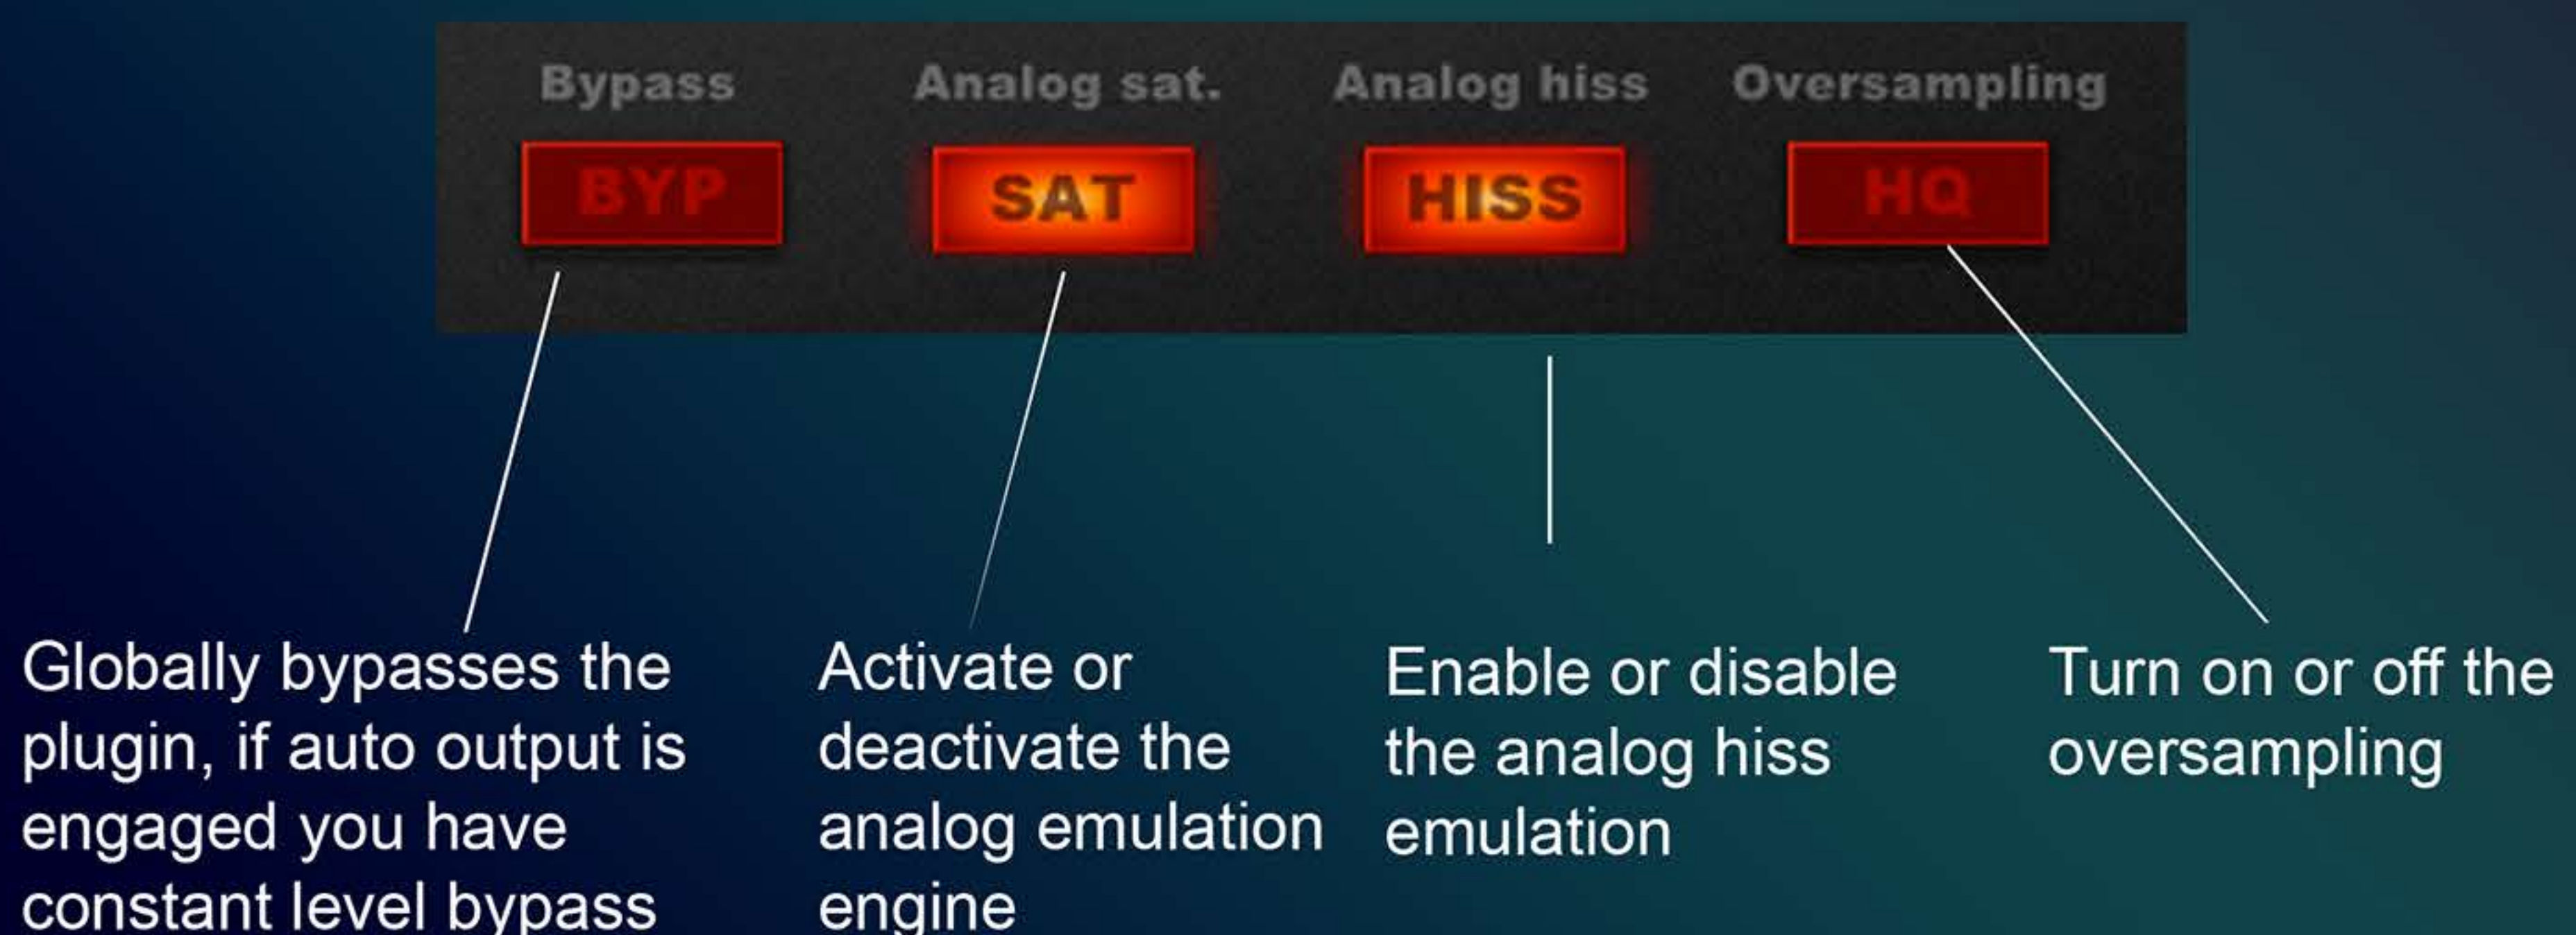 Bypass
Analog sat.
Analog hiss
Oversampling
BYP
SAT
HISS
HQ
Globally bypasses the
plugin, if auto output is
engaged you have
constant level bypass
Activate or
deactivate the
analog emulation
engine
Enable or disable
the analog hiss
emulation
Turn on or off the
oversampling